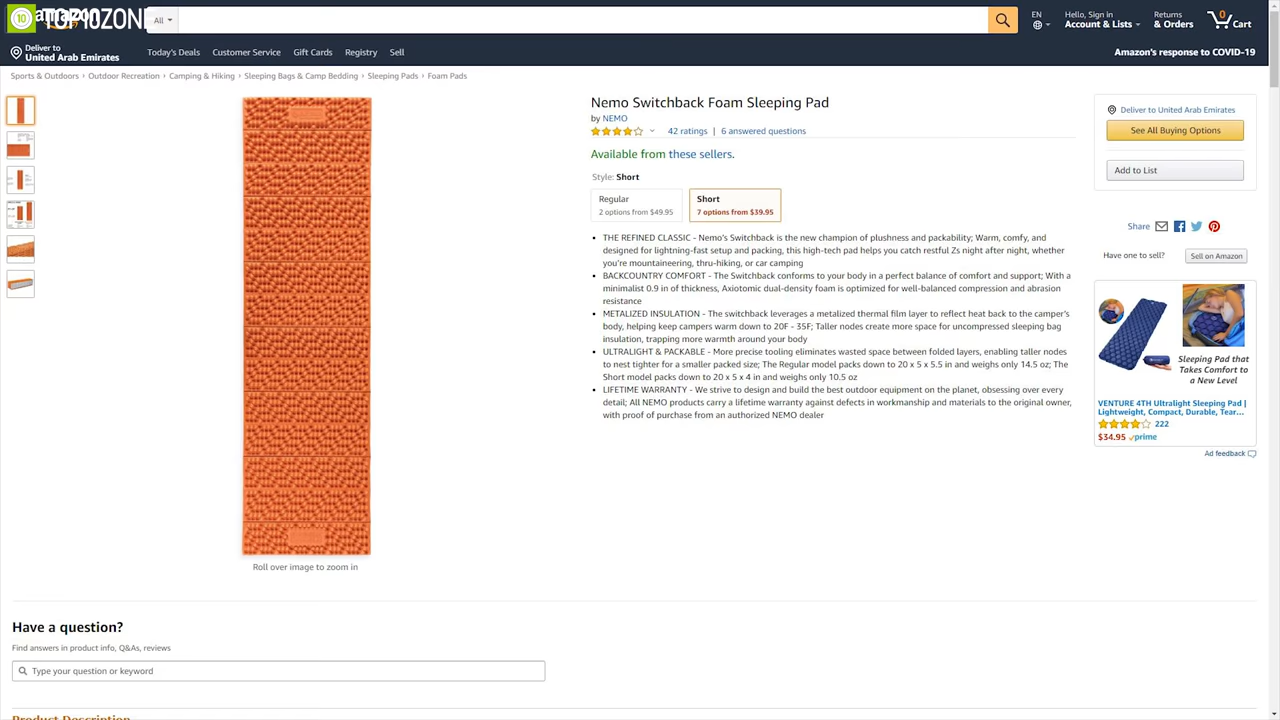 10 TOP10ZONE
All
EN
Hello, Sign in
Account & Lists
Returns
& Orders
0
Cart
Deliver to
United Arab Emirates
Today's Deals Customer Service Gift Cards Registry Sell
Amazon's response to COVID-19
Sports & Outdoors › Outdoor Recreation › Camping & Hiking › Sleeping Bags & Camp Bedding › Sleeping Pads › Foam Pads
Nemo Switchback Foam Sleeping Pad
by NEMO
42 ratings | 6 answered questions
Available from these sellers.
Style: Short
Regular
2 options from $49.95
Short
7 options from $39.95
• THE REFINED CLASSIC - Nemo's Switchback is the new champion of plushness and packability; Warm, comfy, and
designed for lightning-fast setup and packing, this high-tech pad helps you catch restful Zs night after night, whether
you're mountaineering, thru-hiking, or car camping
• BACKCOUNTRY COMFORT - The Switchback conforms to your body in a perfect balance of comfort and support; With a
minimalist 0.9 in of thickness, Axiotomic dual-density foam is optimized for well-balanced compression and abrasion
resistance
• METALIZED INSULATION - The switchback leverages a metalized thermal film layer to reflect heat back to the camper's
body, helping keep campers warm down to 20F - 35F; Taller nodes create more space for uncompressed sleeping bag
insulation, trapping more warmth around your body
• ULTRALIGHT & PACKABLE - More precise tooling eliminates wasted space between folded layers, enabling taller nodes
to nest tighter for a smaller packed size; The Regular model packs down to 20 x 5 x 5.5 in and weighs only 14.5 oz; The
Short model packs down to 20 x 5 x 4 in and weighs only 10.5 oz
• LIFETIME WARRANTY - We strive to design and build the best outdoor equipment on the planet, obsessing over every
detail; All NEMO products carry a lifetime warranty against defects in workmanship and materials to the original owner,
with proof of purchase from an authorized NEMO dealer
Deliver to United Arab Emirates
See All Buying Options
Add to List
Share
Have one to sell?
Sell on Amazon
Sleeping Pad that
Takes Comfort to
a New Level
VENTURE 4TH Ultralight Sleeping Pad |
Lightweight, Compact, Durable, Tear...
222
$34.95 prime
Ad feedback
Roll over image to zoom in
Have a question?
Find answers in product info, Q&As, reviews
Type your question or keyword
Product Description